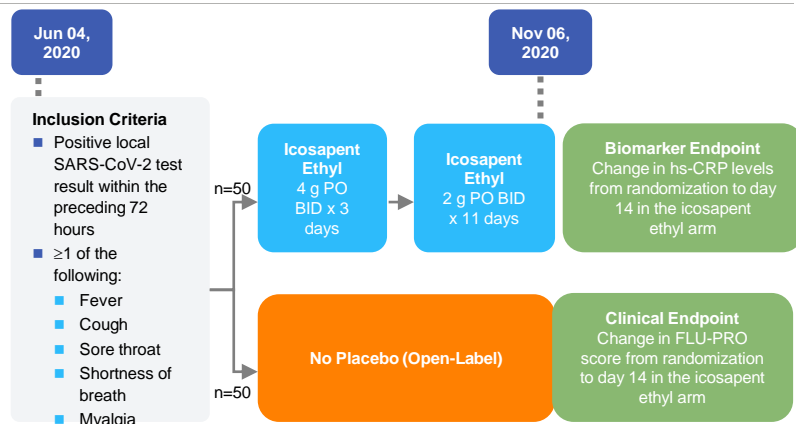 Jun 04,
2020
Nov 06,
2020
Inclusion Criteria
Positive local
SARS-CoV-2 test
result within the
preceding 72
hours
≥1 of the
following:
Fever
Cough
Sore throat
Shortness of
breath
Myalgia
n=50
n=50
Icosapent
Ethyl
4 g PO
BID x 3
days
Icosapent
Ethyl
2 g PO BID
x 11 days
Biomarker Endpoint
Change in hs-CRP levels
from randomization to day
14 in the icosapent
ethyl arm
No Placebo (Open-Label)
Clinical Endpoint
Change in FLU-PRO
score from randomization
to day 14 in the icosapent
ethyl arm